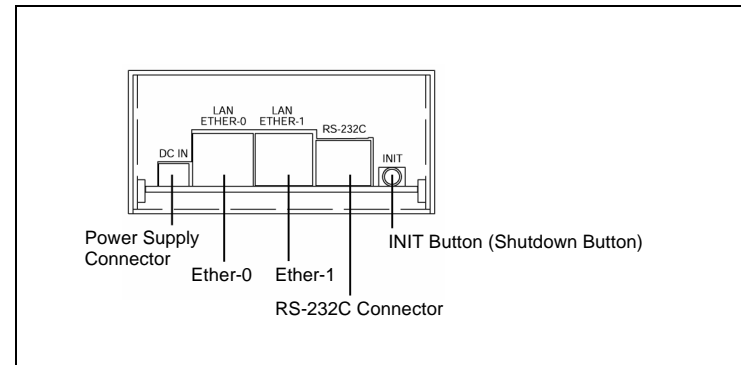 LAN
ETHER-0
LAN
ETHER-1
RS-232C
DC IN
INIT
Power Supply
Connector
INIT Button (Shutdown Button)
Ether-0
Ether-1
RS-232C Connector